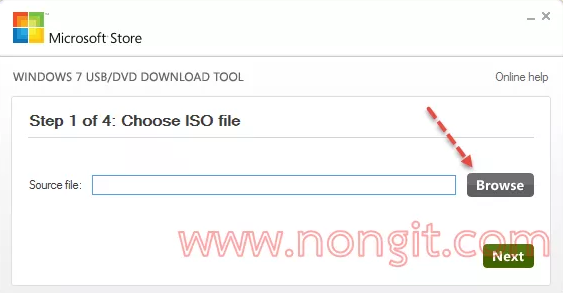 Microsoft Store
WINDOWS 7 USB/DVD DOWNLOAD TOOL
Online help
Step 1 of 4: Choose ISO file
Source file:
Browse
www.nongit.com
Next